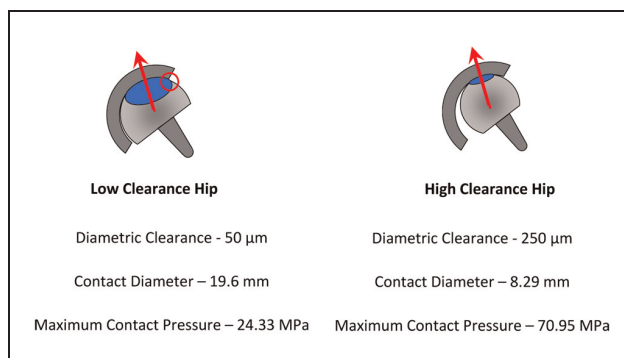 Low Clearance Hip
High Clearance Hip
Diametric Clearance - 50 µm
Diametric Clearance - 250 µm
Contact Diameter – 19.6 mm
Contact Diameter – 8.29 mm
Maximum Contact Pressure – 24.33 MPa
Maximum Contact Pressure – 70.95 MPa